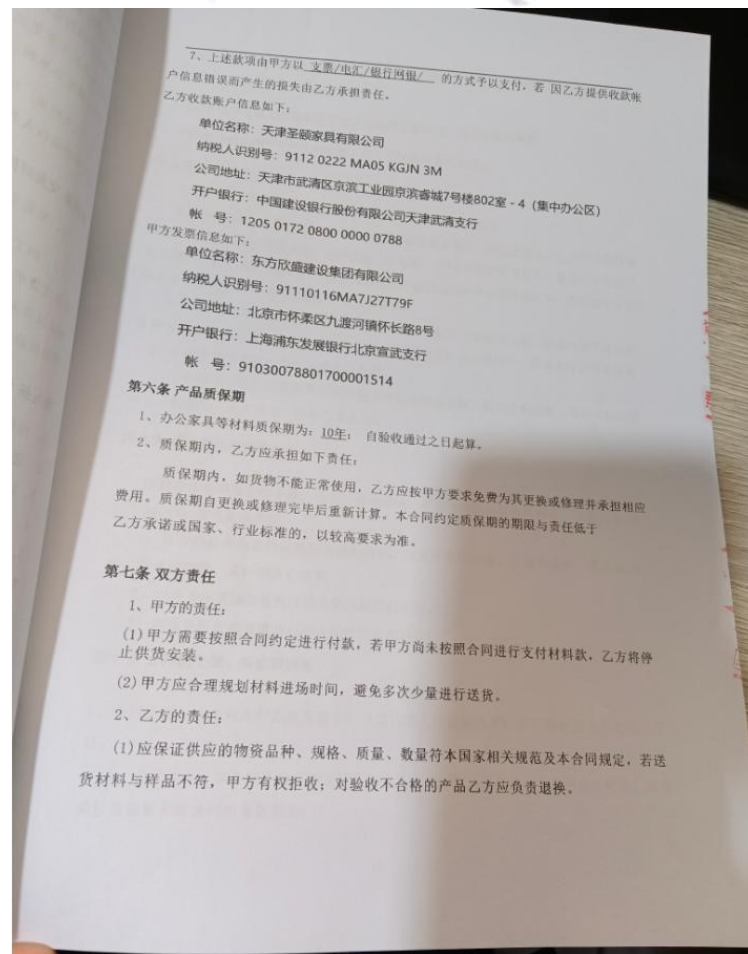 7、上述款项由甲方以 支票/电汇/银行网银/ 的方式予以支付，若 因乙方提供收款帐
户信息错误而产生的损失由乙方承担责任。
乙方收款账户信息如下：
单位名称：天津圣颐家具有限公司
纳税人识别号：9112 0222 MA05 KGJN 3M
公司地址：天津市武清区京滨工业园京滨睿城7号楼802室 - 4（集中办公区）
开户银行：中国建设银行股份有限公司天津武清支行
帐 号：1205 0172 0800 0000 0788
甲方发票信息如下：
单位名称：东方欣盛建设集团有限公司
纳税人识别号：91110116MA7J27T79F
公司地址：北京市怀柔区九渡河镇怀长路8号
开户银行：上海浦东发展银行北京宣武支行
帐 号：91030078801700001514
第六条 产品质保期
1、办公家具等材料质保期为：10年； 自验收通过之日起算。
2、质保期内，乙方应承担如下责任：
质保期内，如货物不能正常使用，乙方应按甲方要求免费为其更换或修理并承担相应
费用。质保期自更换或修理完毕后重新计算。本合同约定质保期的期限与责任低于
乙方承诺或国家、行业标准的，以较高要求为准。
第七条 双方责任
1、甲方的责任：
(1)甲方需要按照合同约定进行付款，若甲方尚未按照合同进行支付材料款，乙方将停
止供货安装。
(2)甲方应合理规划材料进场时间，避免多次少量进行送货。
2、乙方的责任：
(1)应保证供应的物资品种、规格、质量、数量符本国家相关规范及本合同规定，若送
货材料与样品不符，甲方有权拒收；对验收不合格的产品乙方应负责退换。